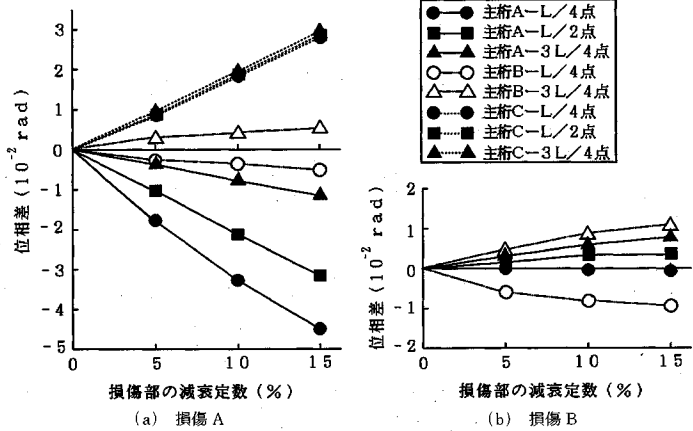 位相差 (10⁻² rad)
3
2
1
0
-1
-2
-3
-4
-5
0
5
10
15
損傷部の減衰定数 (%)
(a) 損傷A
主桁A-L/4点
主桁A-L/2点
主桁A-3L/4点
主桁B-L/4点
主桁B-3L/4点
主桁C-L/4点
主桁C-L/2点
主桁C-3L/4点
位相差 (10⁻² rad)
2
1
0
-1
-2
0
5
10
15
損傷部の減衰定数 (%)
(b) 損傷B